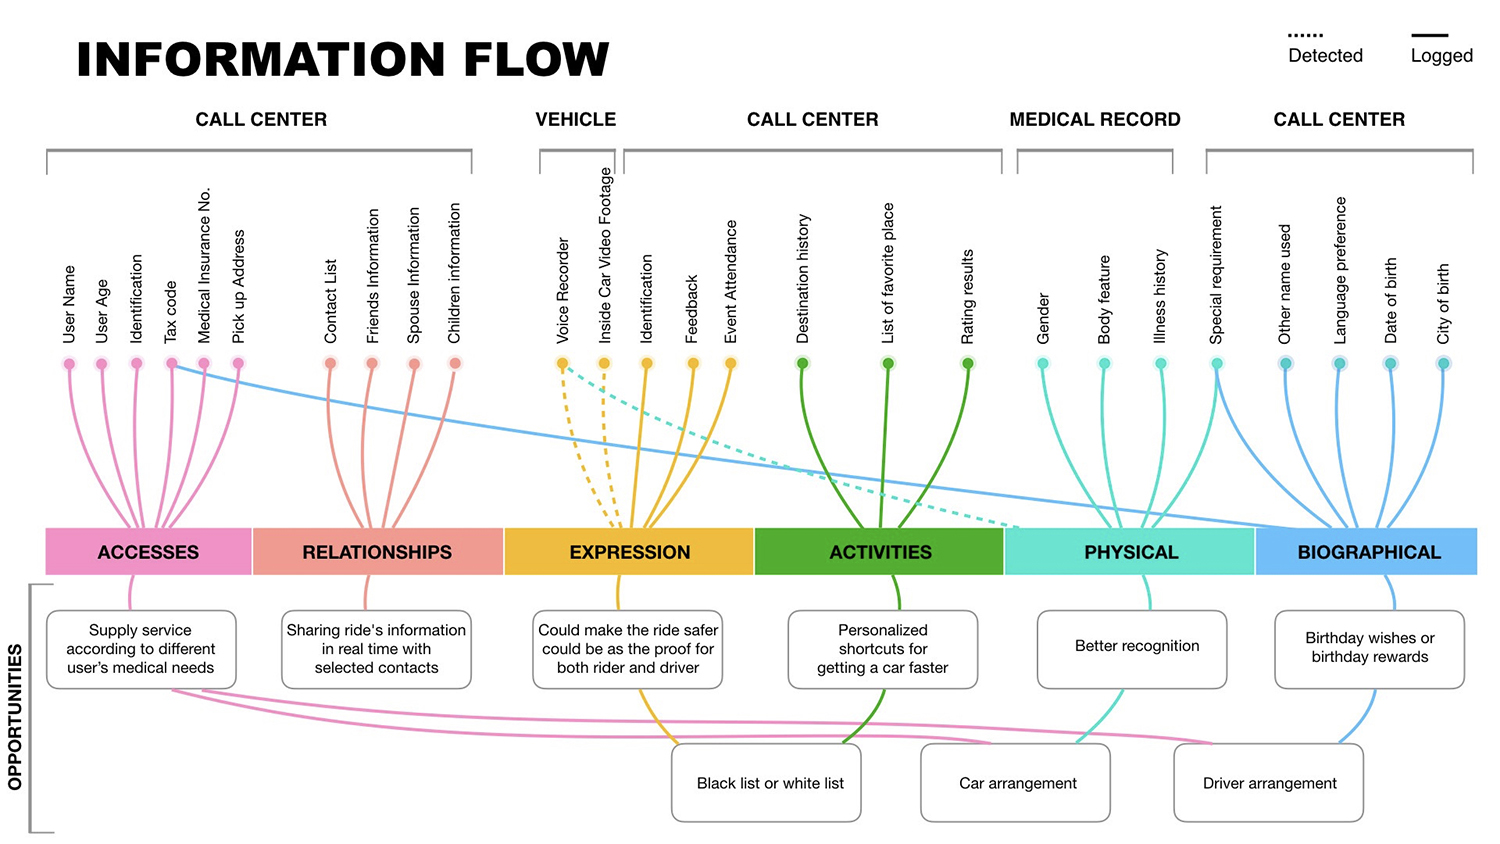 INFORMATION FLOW
Detected
Logged
CALL CENTER
VEHICLE
CALL CENTER
MEDICAL RECORD
CALL CENTER
User Name
User Age
Identification
Tax code
Medical Insurance No.
Pick up Address
Contact List
Friends Information
Spouse Information
Children information
Voice Recorder
Inside Car Video Footage
Identification
Feedback
Event Attendance
Destination history
List of favorite place
Rating results
Gender
Body feature
Illness history
Special requirement
Other name used
Language preference
Date of birth
City of birth
ACCESSES
RELATIONSHIPS
EXPRESSION
ACTIVITIES
PHYSICAL
BIOGRAPHICAL
OPPORTUNITIES
Supply service
according to different
user's medical needs
Sharing ride's information
in real time with
selected contacts
Could make the ride safer
could be as the proof for
both rider and driver
Personalized
shortcuts for
getting a car faster
Better recognition
Birthday wishes or
birthday rewards
Black list or white list
Car arrangement
Driver arrangement